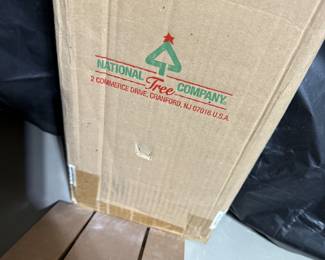 NATIONAL Tree COMPANY®
2 COMMERCE DRIVE, CRANFORD, NJ 07016 U.S.A